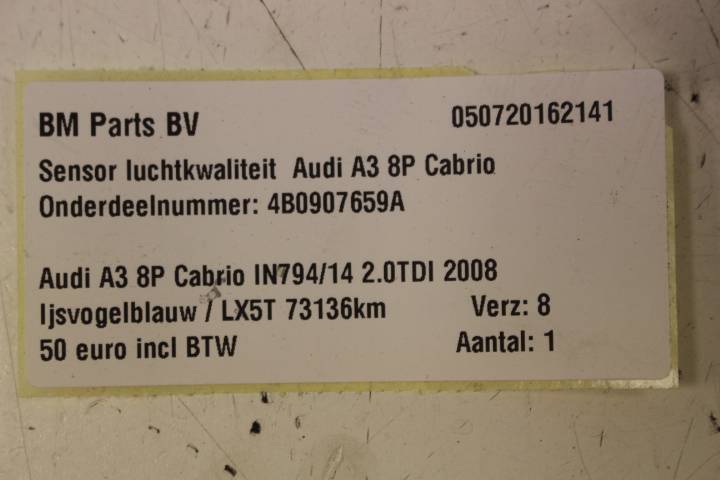 BM Parts BV 050720162141
Sensor luchtkwaliteit Audi A3 8P Cabrio
Onderdeelnummer: 4B0907659A
Audi A3 8P Cabrio IN794/14 2.0TDI 2008
Ijsvogelblauw / LX5T 73136km Verz: 8
50 euro incl BTW Aantal: 1